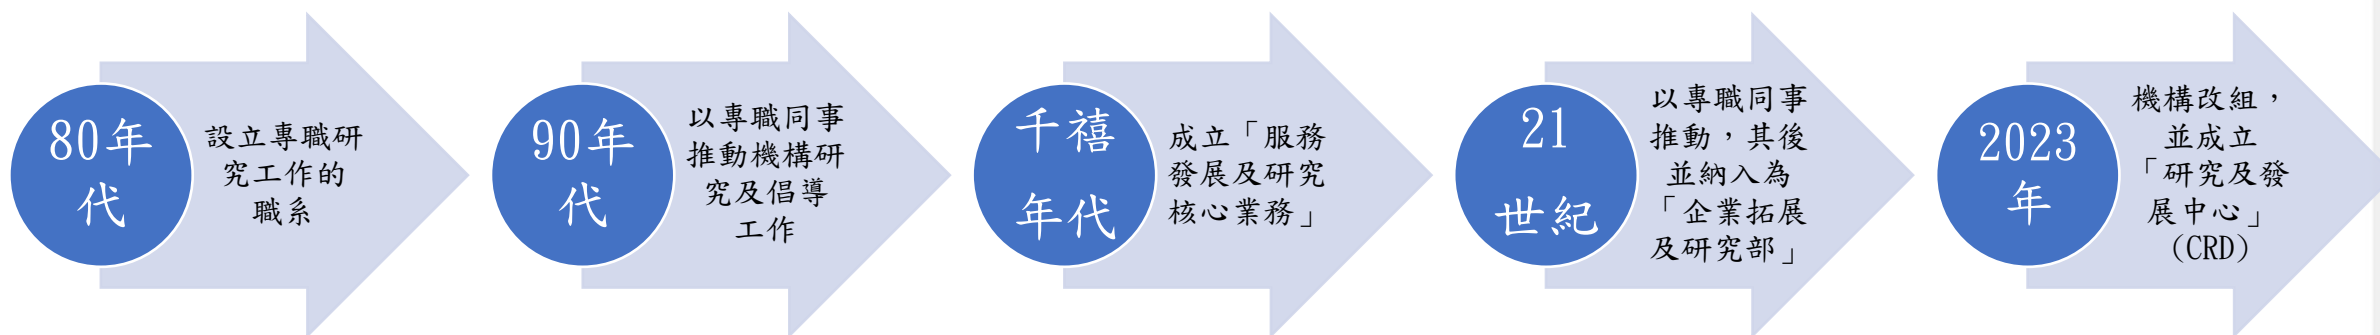 80年
代
設立專職研
究工作的
職系
90年
代
以專職同事
推動機構研
究及倡導
工作
千禧
年代
成立「服務
發展及研究
核心業務」
21
世紀
以專職同事
推動，其後
並納入為
「企業拓展
及研究部」
2023
年
機構改組，
並成立
「研究及發
展中心」
(CRD)